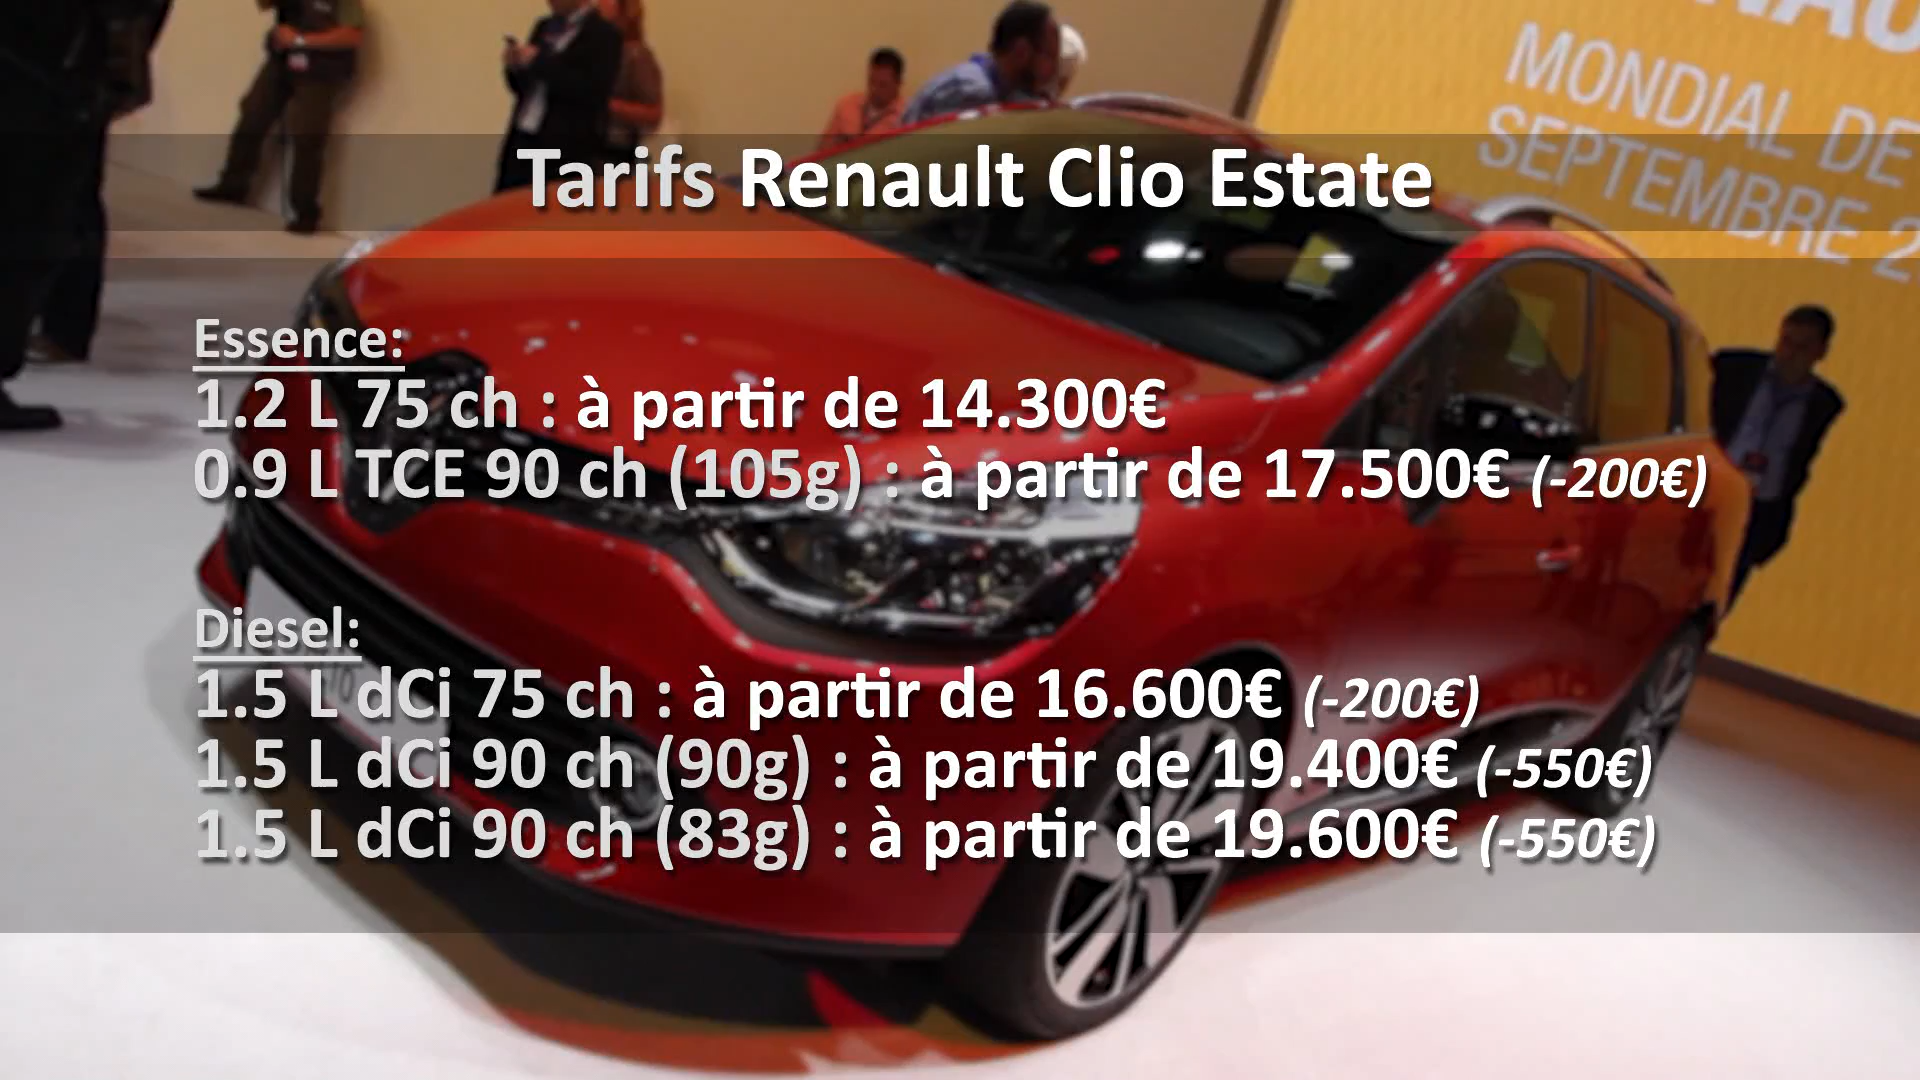 NAU
MONDIAL DE
SEPTEMBRE 2
Tarifs Renault Clio Estate
Essence:
1.2 L 75 ch : à partir de 14.300€
0.9 L TCE 90 ch (105g) : à partir de 17.500€ (-200€)
Diesel:
1.5 L dCi 75 ch : à partir de 16.600€ (-200€)
1.5 L dCi 90 ch (90g) : à partir de 19.400€ (-550€)
1.5 L dCi 90 ch (83g) : à partir de 19.600€ (-550€)